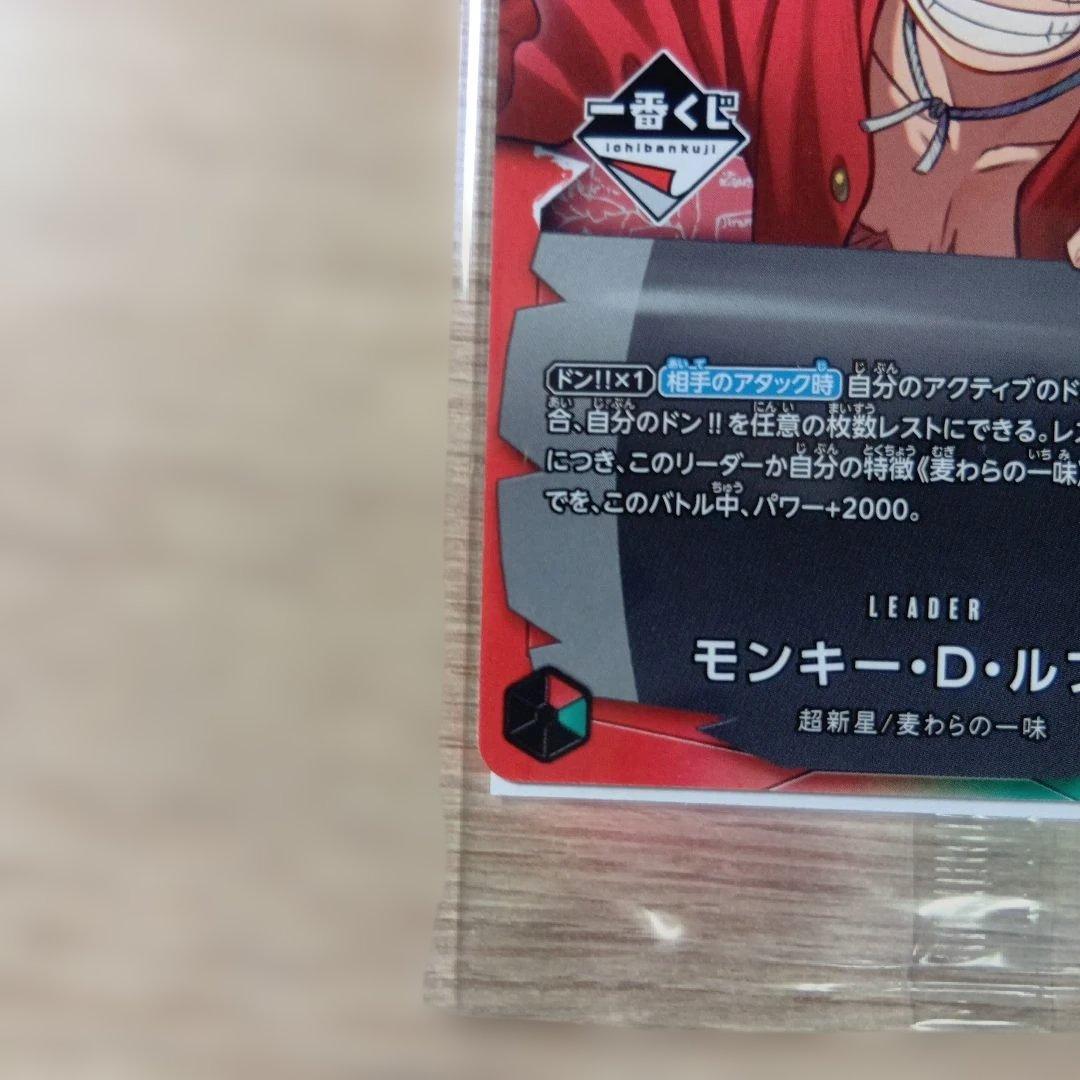 一番くじ
ichibankuji
ドン!!×1 相手のアタック時 自分のアクティブのド
合、自分のドン!!を任意の枚数レストにできる。レ
につき、このリーダーか自分の特徴《麦わらの一味》
でを、このバトル中、パワー+2000。
LEADER
モンキー・D・ル
超新星/麦わらの一味